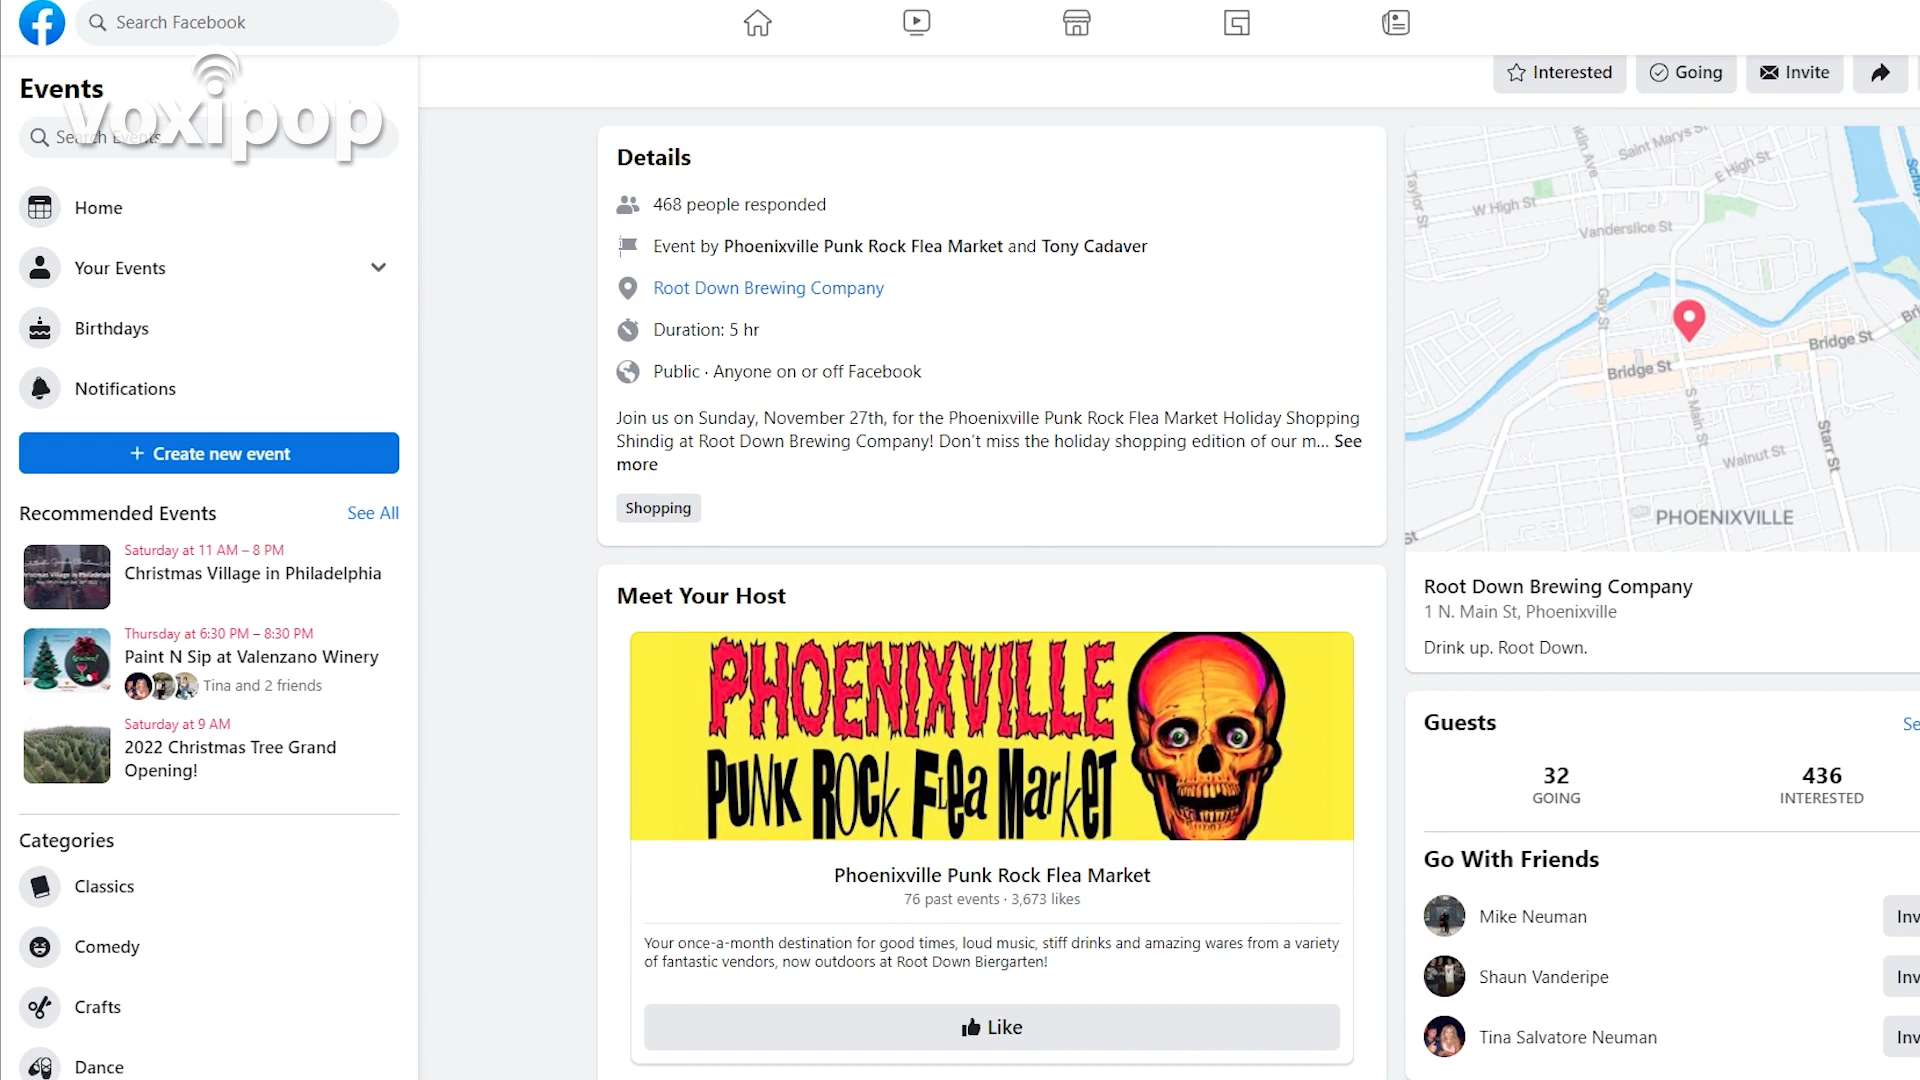 Search Facebook
Interested
Going
Invite
Events
voxipop
Search Events
Home
Your Events
Birthdays
Notifications
+ Create new event
Recommended Events
See All
Saturday at 11 AM – 8 PM
Christmas Village in Philadelphia
Thursday at 6:30 PM – 8:30 PM
Paint N Sip at Valenzano Winery
Tina and 2 friends
Saturday at 9 AM
2022 Christmas Tree Grand
Opening!
Categories
Classics
Comedy
Crafts
Dance
Details
468 people responded
Event by Phoenixville Punk Rock Flea Market and Tony Cadaver
Root Down Brewing Company
Duration: 5 hr
Public · Anyone on or off Facebook
Join us on Sunday, November 27th, for the Phoenixville Punk Rock Flea Market Holiday Shopping
Shindig at Root Down Brewing Company! Don't miss the holiday shopping edition of our m... See
more
Shopping
Meet Your Host
PHOENIXVILLE
PUNK ROCK FLEA MARKET
Phoenixville Punk Rock Flea Market
76 past events · 3,673 likes
Your once-a-month destination for good times, loud music, stiff drinks and amazing wares from a variety
of fantastic vendors, now outdoors at Root Down Biergarten!
Like
Saint Marys St
E High St
Taylor St
W High St
Vanderslice St
Gay St
Bridge St
Bridge St
S Main St
Starr St
Walnut St
PHOENIXVILLE
St
Root Down Brewing Company
1 N. Main St, Phoenixville
Drink up. Root Down.
Guests
Se
32
GOING
436
INTERESTED
Go With Friends
Mike Neuman
Inv
Shaun Vanderipe
Inv
Tina Salvatore Neuman
Inv